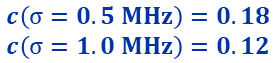 c(σ = 0.5 MHz) = 0.18
c(σ = 1.0 MHz) = 0.12